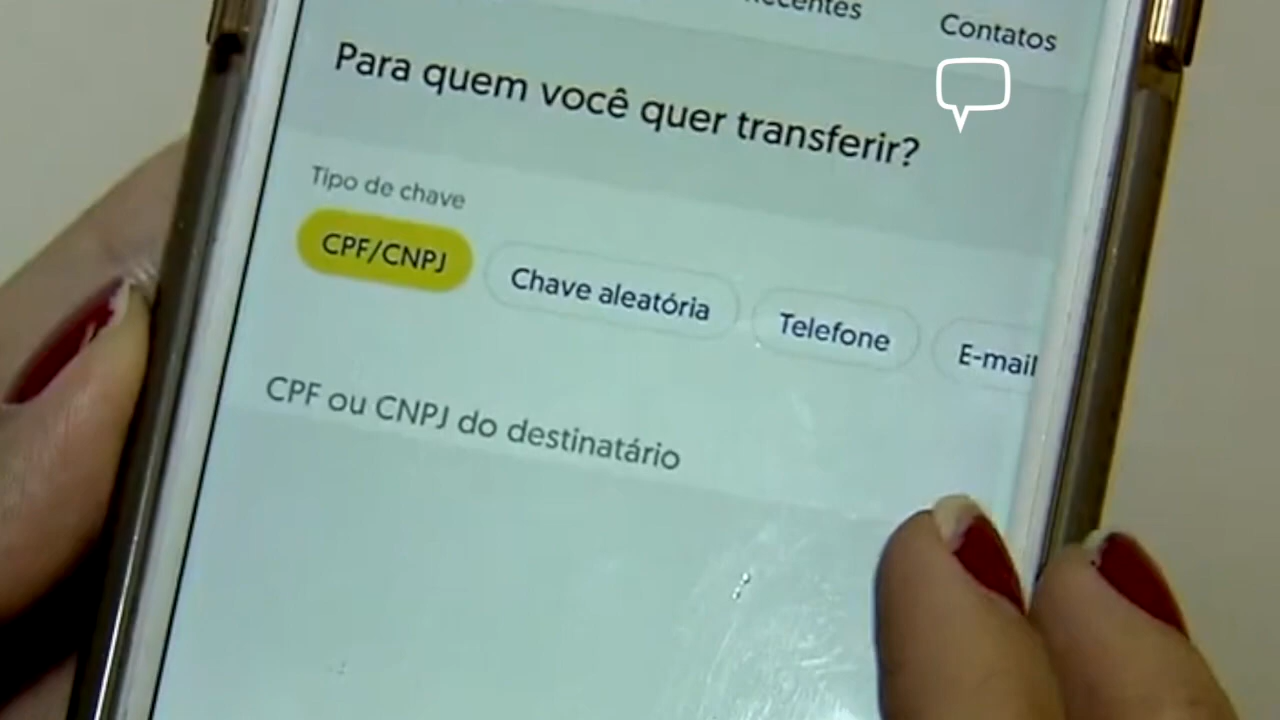 Contatos
Para quem você quer transferir?
Tipo de chave
CPF/CNPJ
Chave aleatória
Telefone
E-mail
CPF ou CNPJ do destinatário